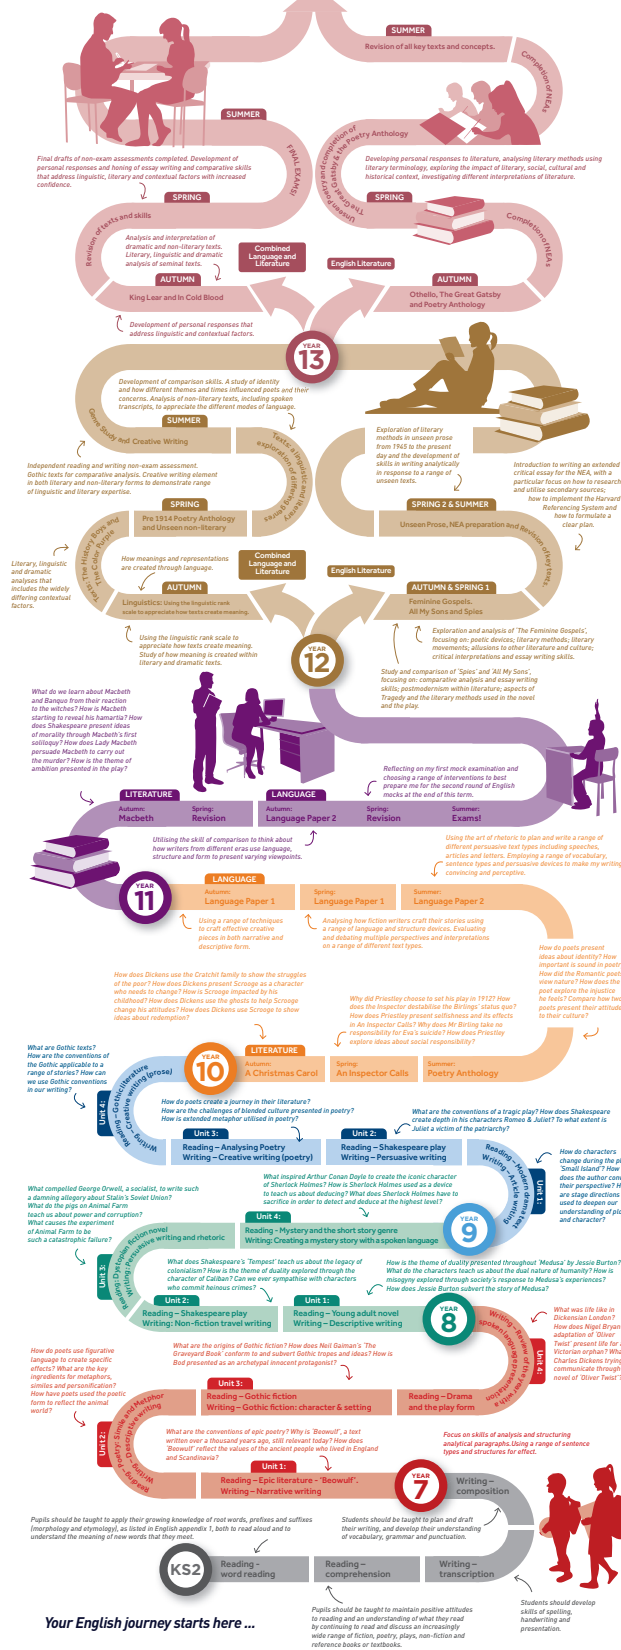 SUMMER
Revision of all key texts and concepts.
Completion of NEAs
SUMMER
FINAL EXAMS!
Unseen Poetry and completion of
The Great Gatsby & the Poetry Anthology
Final drafts of non-exam assessments completed. Development of
personal responses and honing of essay writing and comparative skills
that address linguistic, literary and contextual factors with increased
confidence.
Developing personal responses to literature, analysing literary methods using
literary terminology, exploring the impact of literary, social, cultural and
historical context, investigating different interpretations of literature.
SPRING
SPRING
Revision of texts and skills
Completion of NEAs
Analysis and interpretation of
dramatic and non-literary texts.
Literary, linguistic and dramatic
analysis of seminal texts.
Combined
Language and
Literature
English Literature
AUTUMN
AUTUMN
King Lear and In Cold Blood
Othello, The Great Gatsby
and Poetry Anthology
Development of personal responses that
address linguistic and contextual factors.
YEAR
13
Development of comparison skills. A study of identity
and how different themes and times influenced poets and their
concerns. Analysis of non-literary texts, including spoken
transcripts, to appreciate the different modes of language.
SUMMER
Genre Study and Creative Writing
Texts: a linguistic and literary
exploration of differing genres
Exploration of literary
methods in unseen prose
from 1945 to the present
day and the development of
skills in writing analytically
in response to a range of
unseen texts.
Independent reading and writing non-exam assessment.
Gothic texts for comparative analysis. Creative writing element
in both literary and non-literary forms to demonstrate range
of linguistic and literary expertise.
Introduction to writing an extended
critical essay for the NEA, with a
particular focus on how to research
and utilise secondary sources;
how to implement the Harvard
Referencing System and
how to formulate a
clear plan.
SPRING
SPRING 2 & SUMMER
Pre 1914 Poetry Anthology
and Unseen non-literary
Unseen Prose, NEA preparation and Revision of key texts.
Texts: The History Boys and
The Color Purple
Literary, linguistic
and dramatic
analyses that
includes the widely
differing contextual
factors.
How meanings and representations
are created through language.
Combined
Language and
Literature
English Literature
AUTUMN
AUTUMN & SPRING 1
Linguistics: Using the linguistic rank
scale to appreciate how texts create meaning.
Feminine Gospels.
All My Sons and Spies
Using the linguistic rank scale to
appreciate how texts create meaning.
Study of how meaning is created within
literary and dramatic texts.
YEAR
12
Exploration and analysis of 'The Feminine Gospels',
focusing on: poetic devices; literary methods; literary
movements; allusions to other literature and culture;
critical interpretations and essay writing skills.
Study and comparison of 'Spies' and 'All My Sons',
focusing on: comparative analysis and essay writing
skills; postmodernism within literature; aspects of
Tragedy and the literary methods used in the novel
and the play.
What do we learn about Macbeth
and Banquo from their reaction
to the witches? How is Macbeth
starting to reveal his hamartia? How
does Shakespeare present ideas
of morality through Macbeth's first
soliloquy? How does Lady Macbeth
persuade Macbeth to carry out
the murder? How is the theme of
ambition presented in the play?
Reflecting on my first mock examination and
choosing a range of interventions to best
prepare me for the second round of English
mocks at the end of this term.
LITERATURE
LANGUAGE
Autumn:
Macbeth
Spring:
Revision
Autumn:
Language Paper 2
Spring:
Revision
Summer:
Exams!
Utilising the skill of comparison to think about
how writers from different eras use language,
structure and form to present varying viewpoints.
Using the art of rhetoric to plan and write a range of
different persuasive text types including speeches,
articles and letters. Employing a range of vocabulary,
sentence types and persuasive devices to make my writing
convincing and perceptive.
YEAR
11
LANGUAGE
Autumn:
Language Paper 1
Spring:
Language Paper 1
Summer:
Language Paper 2
Using a range of techniques
to craft effective creative
pieces in both narrative and
descriptive form.
Analysing how fiction writers craft their stories using
a range of language and structure devices. Evaluating
and debating multiple perspectives and interpretations
on a range of different text types.
How do poets present
ideas about identity? How
important is sound in poetry?
How did the Romantic poets
view nature? How does the
poet explore the injustice
he feels? Compare how two
poets present their attitudes
to their culture?
How does Dickens use the Cratchit family to show the struggles
of the poor? How does Dickens present Scrooge as a character
who needs to change? How is Scrooge impacted by his
childhood? How does Dickens use the ghosts to help Scrooge
change his attitudes? How does Dickens use Scrooge to show
ideas about redemption?
Why did Priestley choose to set his play in 1912? How
does the Inspector destabilise the Birlings' status quo?
How does Priestley present selfishness and its effects
in An Inspector Calls? Why does Mr Birling take no
responsibility for Eva's suicide? How does Priestley
explore ideas about social responsibility?
YEAR
10
LITERATURE
Autumn:
A Christmas Carol
Spring:
An Inspector Calls
Summer:
Poetry Anthology
What are Gothic texts?
How are the conventions of
the Gothic applicable to a
range of stories? How can
we use Gothic conventions
in our writing?
Unit 4:
Reading – Gothic literature
Writing – Creative writing (prose)
How do poets create a journey in their literature?
How are the challenges of blended culture presented in poetry?
How is extended metaphor utilised in poetry?
What are the conventions of a tragic play? How does Shakespeare
create depth in his characters Romeo & Juliet? To what extent is
Juliet a victim of the patriarchy?
Unit 3:
Reading – Analysing Poetry
Writing – Creative writing (poetry)
Unit 2:
Reading – Shakespeare play
Writing – Persuasive writing
Reading – Modern drama text
Writing – Article writing
Unit 1:
How do characters
change during the
'Small Island'? How
does the author
their perspective?
are stage directions
used to deepen our
understanding of
and character?
What compelled George Orwell, a socialist, to write such
a damning allegory about Stalin's Soviet Union?
What do the pigs on Animal Farm
teach us about power and corruption?
What causes the experiment
of Animal Farm to be
such a catastrophic failure?
What inspired Arthur Conan Doyle to create the iconic character
of Sherlock Holmes? How is Sherlock Holmes used as a device
to teach us about deducing? What does Sherlock Holmes have to
sacrifice in order to detect and deduce at the highest level?
YEAR
9
Unit 4:
Reading - Mystery and the short story genre
Writing: Creating a mystery story with a spoken language
Unit 3:
Reading: Dystopian fiction novel
Writing: Persuasive writing and rhetoric
What does Shakespeare's 'Tempest' teach us about the legacy of
colonialism? How is the theme of duality explored through the
character of Caliban? Can we ever sympathise with characters
who commit heinous crimes?
How is the theme of duality presented throughout 'Medusa' by Jessie Burton?
What do the characters teach us about the dual nature of humanity? How is
misogyny explored through society's response to Medusa's experiences?
How does Jessie Burton subvert the story of Medusa?
Unit 2:
Reading – Shakespeare play
Writing: Non-fiction travel writing
Unit 1:
Reading – Young adult novel
Writing – Descriptive writing
YEAR
8
Unit 4:
What was life like in
Dickensian London?
How does Nigel Bryan
adaptation of 'Oliver
Twist' present life for
Victorian orphan?
Charles Dickens trying
communicate through
novel of 'Oliver Twist'?
How do poets use figurative
language to create specific
effects? What are the key
ingredients for metaphors,
similes and personification?
How have poets used the poetic
form to reflect the animal
world?
What are the origins of Gothic fiction? How does Neil Gaiman's 'The
Graveyard Book' conform to and subvert Gothic tropes and ideas? How is
Bod presented as an archetypal innocent protagonist?
Unit 3:
Reading – Gothic fiction
Writing – Gothic fiction: character & setting
Reading – Drama
and the play form
Unit 2:
Reading – Poetry: Simile and Metaphor
Writing – Descriptive writing
What are the conventions of epic poetry? Why is 'Beowulf', a text
written over a thousand years ago, still relevant today? How does
'Beowulf' reflect the values of the ancient people who lived in England
and Scandinavia?
Focus on skills of analysis and structuring
analytical paragraphs.Using a range of sentence
types and structures for effect.
Unit 1:
Reading – Epic literature - 'Beowulf'.
Writing – Narrative writing
YEAR
7
Writing –
composition
Pupils should be taught to apply their growing knowledge of root words, prefixes and suffixes
(morphology and etymology), as listed in English appendix 1, both to read aloud and to
understand the meaning of new words that they meet.
Students should be taught to plan and draft
their writing, and develop their understanding
of vocabulary, grammar and punctuation.
KS2
Reading -
word reading
Reading –
comprehension
Writing –
transcription
Students should develop
skills of spelling,
handwriting and
presentation.
Pupils should be taught to maintain positive attitudes
to reading and an understanding of what they read
by continuing to read and discuss an increasingly
wide range of fiction, poetry, plays, non-fiction and
reference books or textbooks.
Your English journey starts here ...